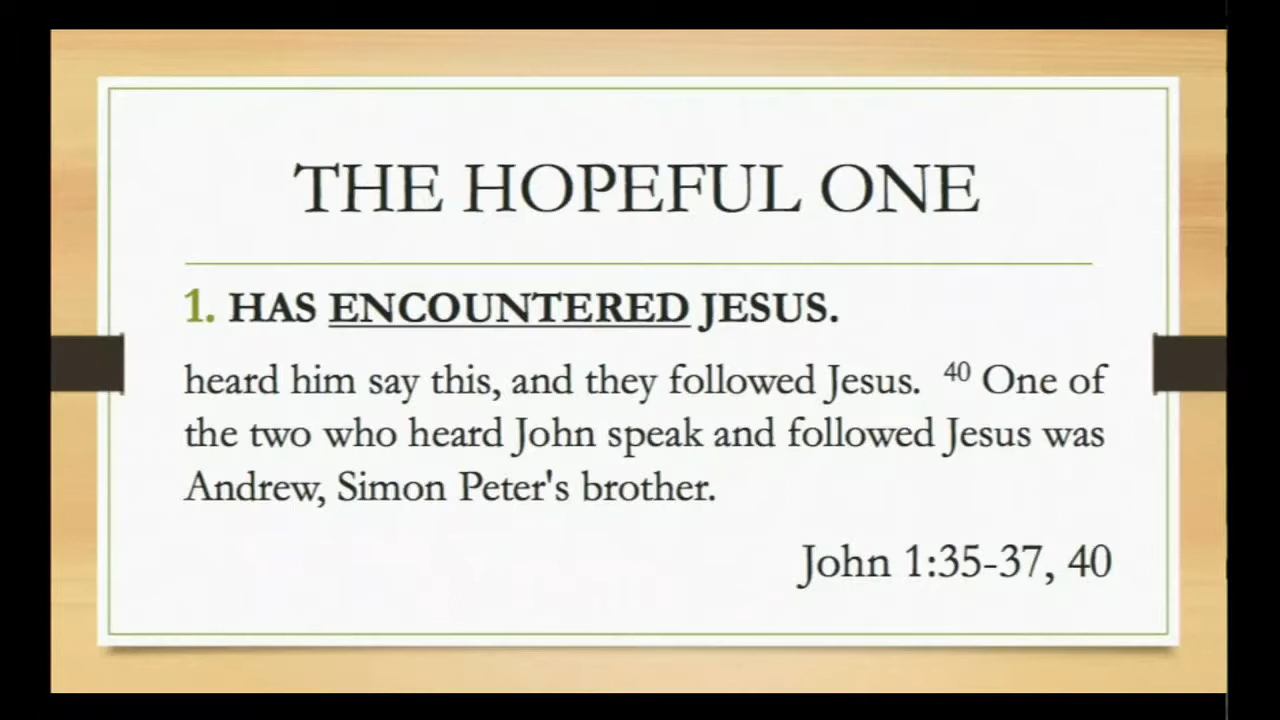 THE HOPEFUL ONE
1. HAS ENCOUNTERED JESUS.
heard him say this, and they followed Jesus. 40 One of
the two who heard John speak and followed Jesus was
Andrew, Simon Peter's brother.
John 1:35-37, 40